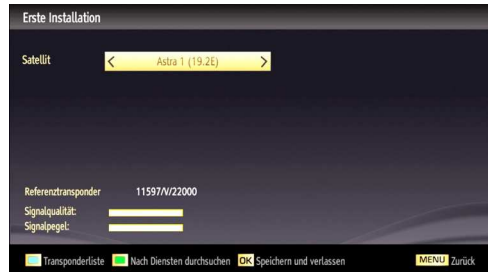 Erste Installation
Satellit < Astra 1 (19.2E) >
Referenztransponder 11597/V/22000
Signalqualität:
Signalpegel:
Transponderliste Nach Diensten durchsuchen OK Speichern und verlassen MENU Zurück